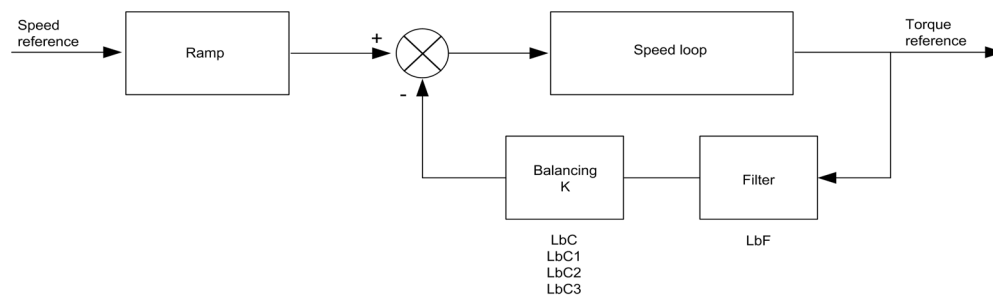 Speed
reference
Ramp
+
-
Speed loop
Torque
reference
Balancing
K
Filter
LbC
LbC1
LbC2
LbC3
LbF